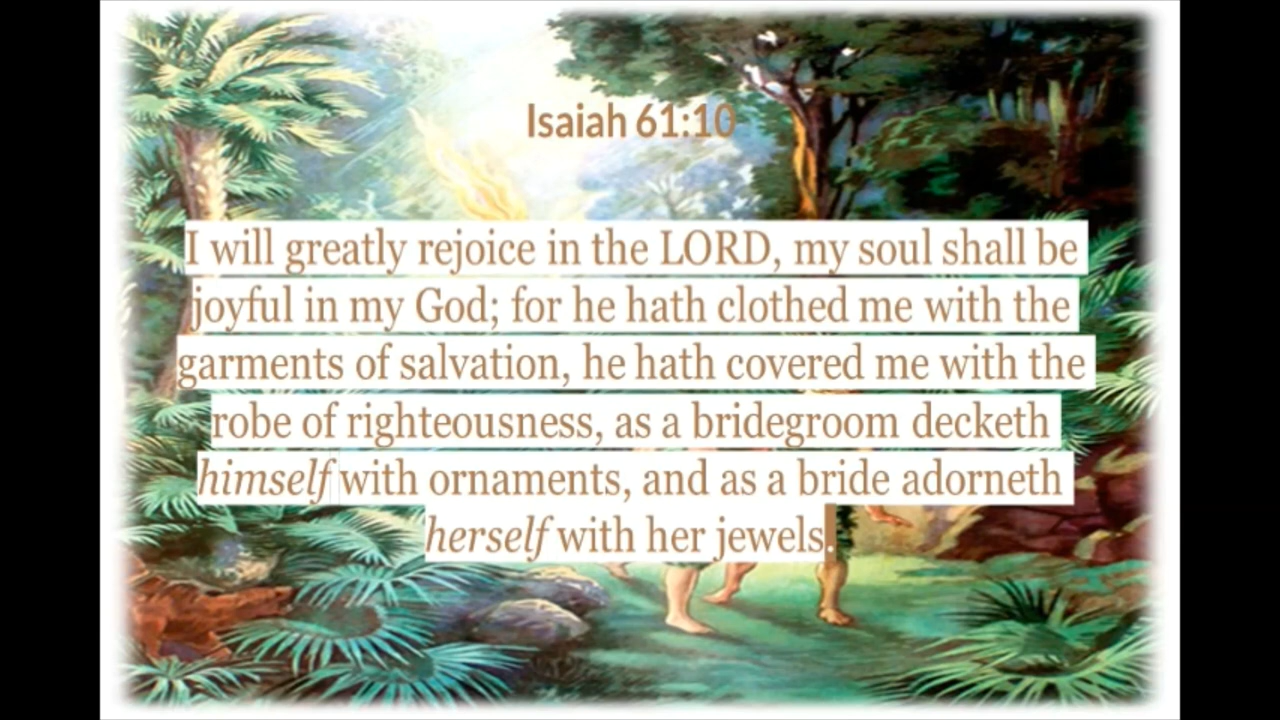 Isaiah 61:10
I will greatly rejoice in the LORD, my soul shall be
joyful in my God; for he hath clothed me with the
garments of salvation, he hath covered me with the
robe of righteousness, as a bridegroom decketh
himself with ornaments, and as a bride adorneth
herself with her jewels.